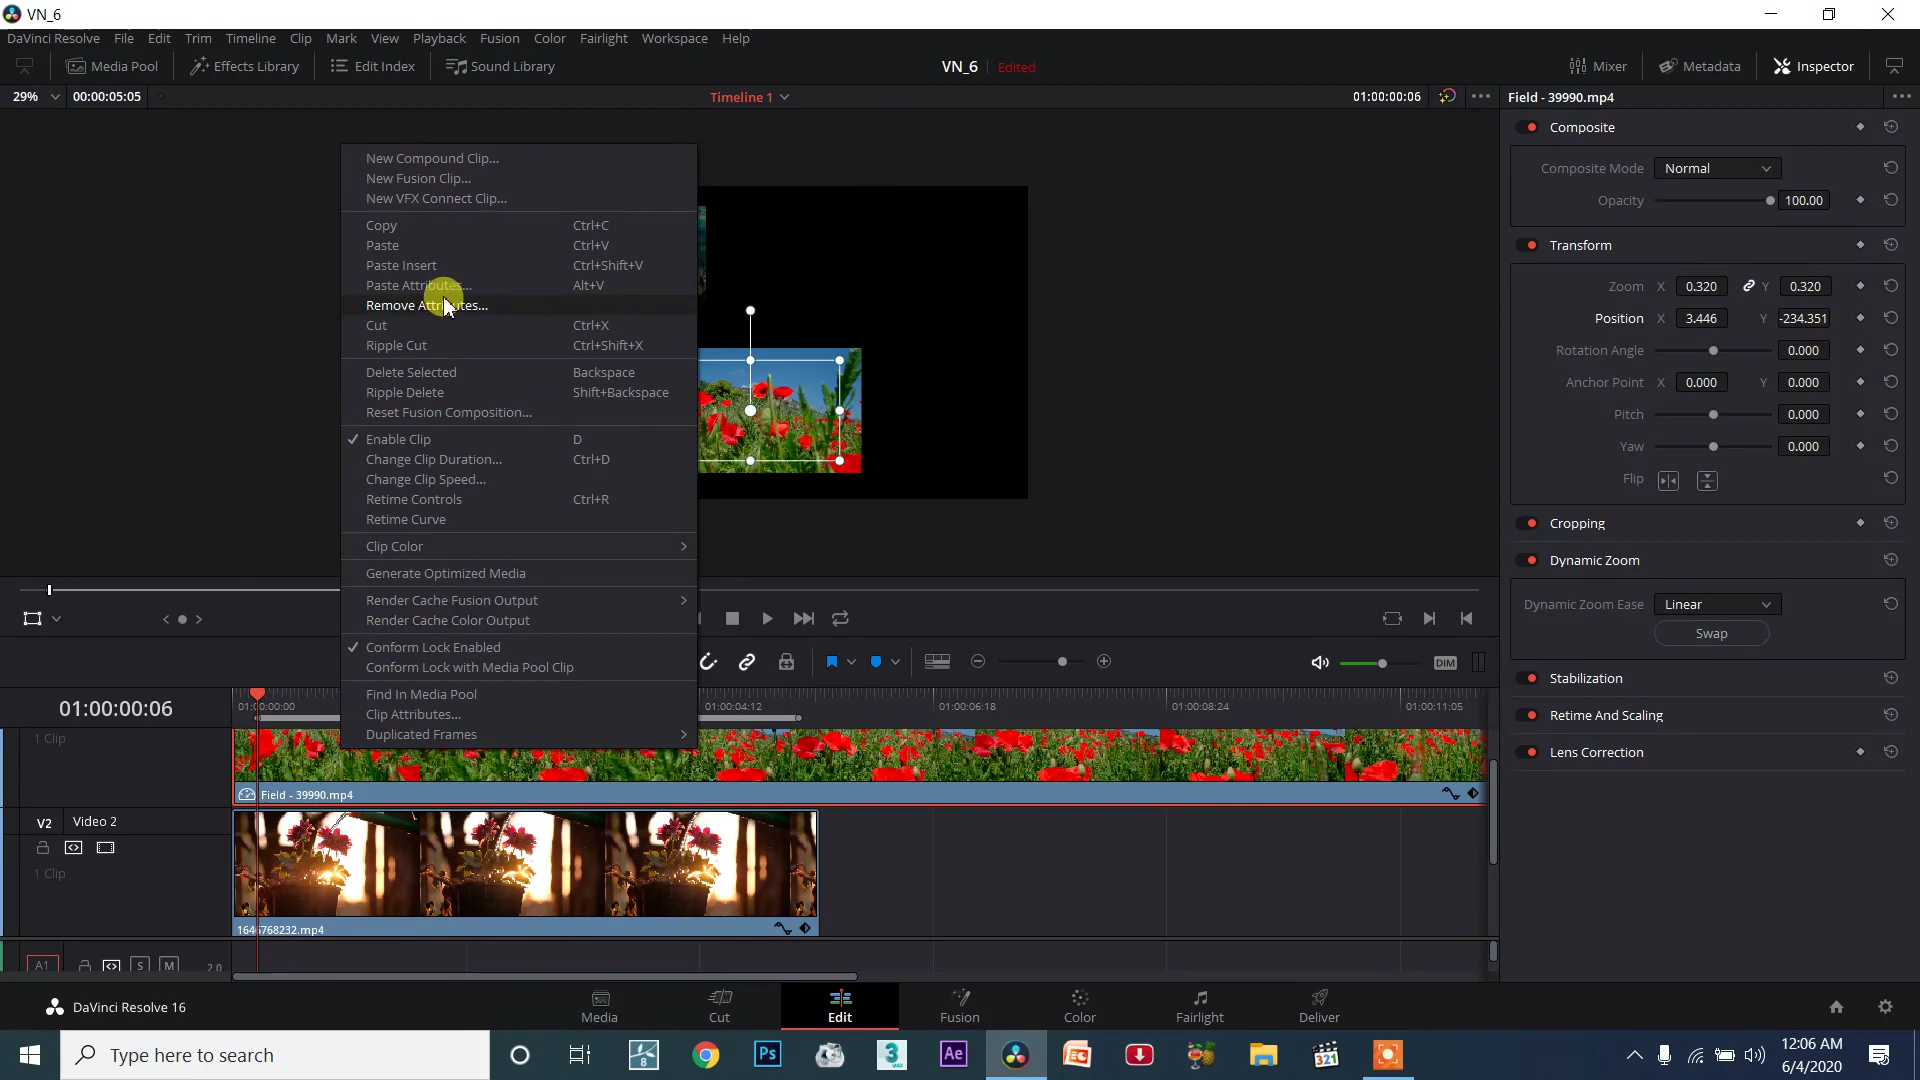 VN_6
DaVinci Resolve File Edit Trim Timeline Clip Mark View Playback Fusion Color Fairlight Workspace Help
Media Pool Effects Library Edit Index Sound Library VN_6 Edited Mixer Metadata Inspector
29% 00:00:05:05 Timeline 1 01:00:00:06 Field - 39990.mp4
Composite
Composite Mode Normal
Opacity 100.00
Transform
Zoom X 0.320 Y 0.320
Position X 3.446 Y -234.351
Rotation Angle 0.000
Anchor Point X 0.000 Y 0.000
Pitch 0.000
Yaw 0.000
Flip
Cropping
Dynamic Zoom
Dynamic Zoom Ease Linear
Swap
Stabilization
Retime And Scaling
Lens Correction
New Compound Clip...
New Fusion Clip...
New VFX Connect Clip...
Copy Ctrl+C
Paste Ctrl+V
Paste Insert Ctrl+Shift+V
Paste Attributes... Alt+V
Remove Attributes...
Cut Ctrl+X
Ripple Cut Ctrl+Shift+X
Delete Selected Backspace
Ripple Delete Shift+Backspace
Reset Fusion Composition...
Enable Clip D
Change Clip Duration... Ctrl+D
Change Clip Speed...
Retime Controls Ctrl+R
Retime Curve
Clip Color
Generate Optimized Media
Render Cache Fusion Output
Render Cache Color Output
Conform Lock Enabled
Conform Lock with Media Pool Clip
Find In Media Pool
Clip Attributes...
Duplicated Frames
DIM
01:00:00:06 01:00:00:00 01:00:04:12 01:00:06:18 01:00:08:24 01:00:11:05
1 Clip
Field - 39990.mp4
V2 Video 2
1 Clip
1646768232.mp4
A1 S M 2.0
DaVinci Resolve 16 Media Cut Edit Fusion Color Fairlight Deliver
Type here to search 8 Ps 3 MAX Ae 321 12:06 AM
6/4/2020